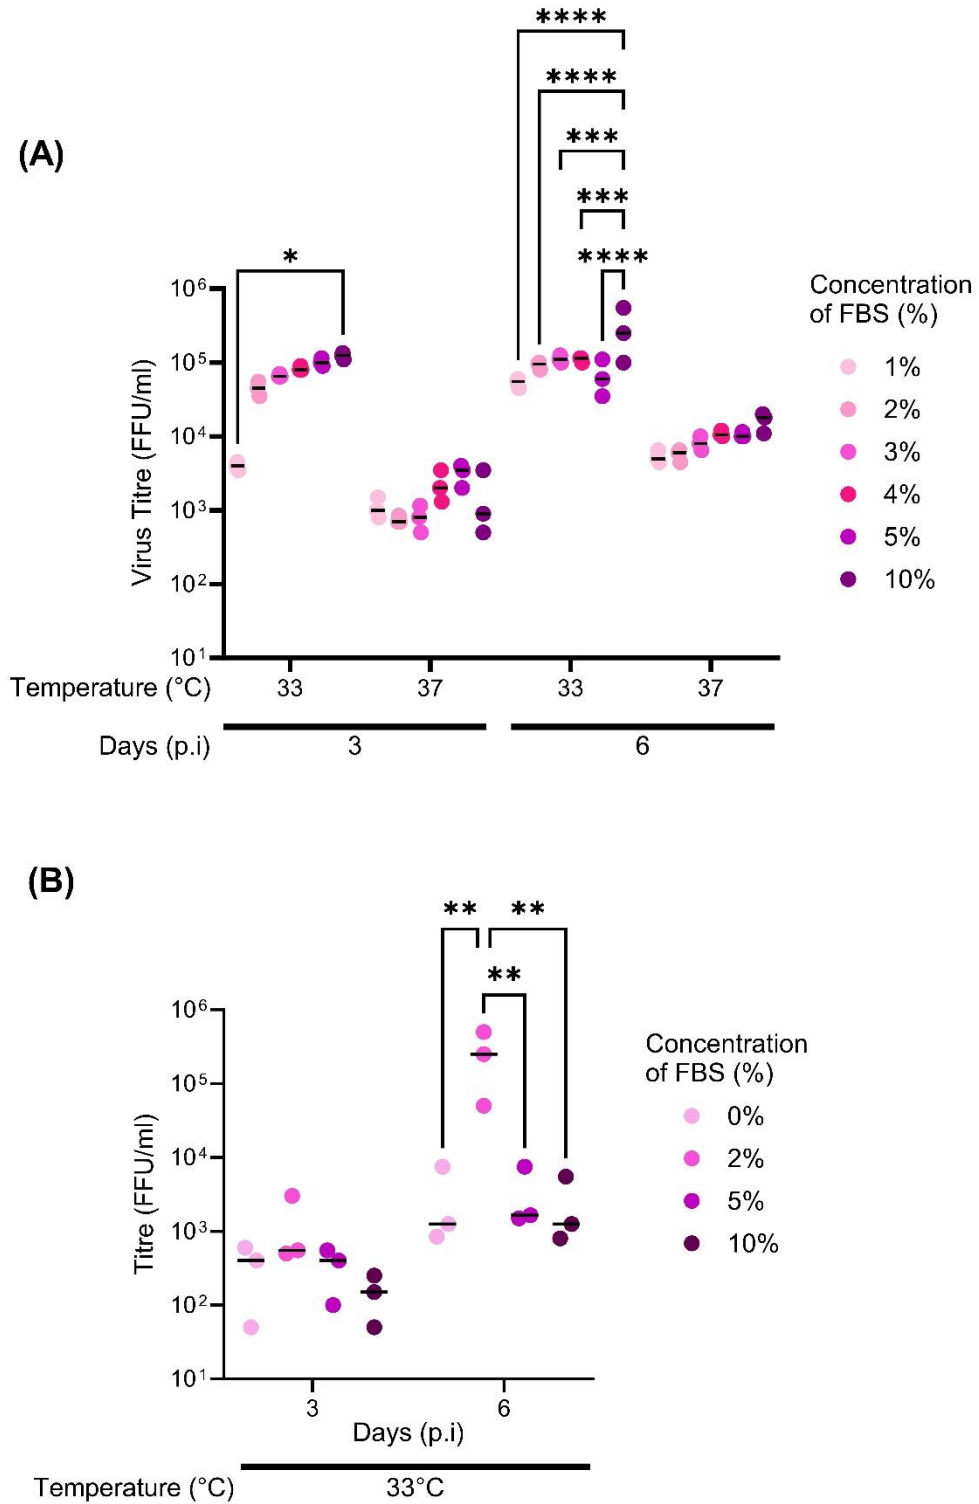 (A)
****
****
***
***
*
****
Virus Titre (FFU/ml)
10⁶
10⁵
10⁴
10³
10²
10¹
Temperature (°C) 33 37 33 37
Days (p.i) 3 6
Concentration
of FBS (%)
1%
2%
3%
4%
5%
10%
(B)
** **
**
Titre (FFU/ml)
10⁶
10⁵
10⁴
10³
10²
10¹
3 6
Days (p.i)
Temperature (°C) 33°C
Concentration
of FBS (%)
0%
2%
5%
10%